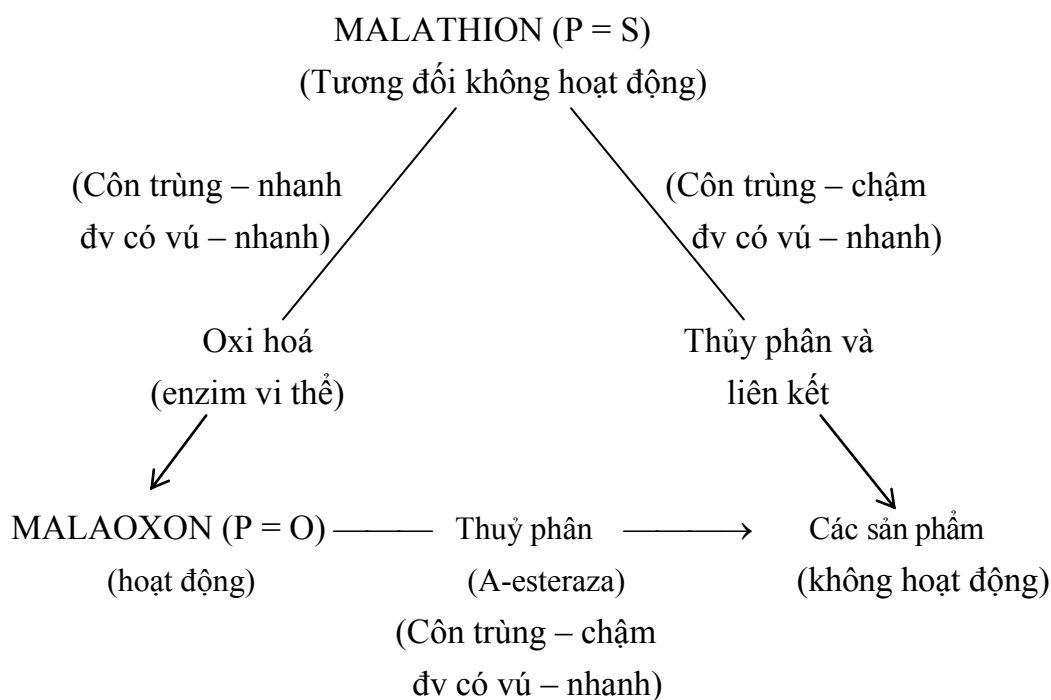 MALATHION (P = S)
(Tương đối không hoạt động)
(Côn trùng – nhanh
đv có vú – nhanh)
(Côn trùng – chậm
đv có vú – nhanh)
Oxi hoá
(enzim vi thể)
Thủy phân và
liên kết
MALAOXON (P = O)
(hoạt động)
Thuỷ phân
(A-esteraza)
(Côn trùng – chậm
đv có vú – nhanh)
Các sản phẩm
(không hoạt động)